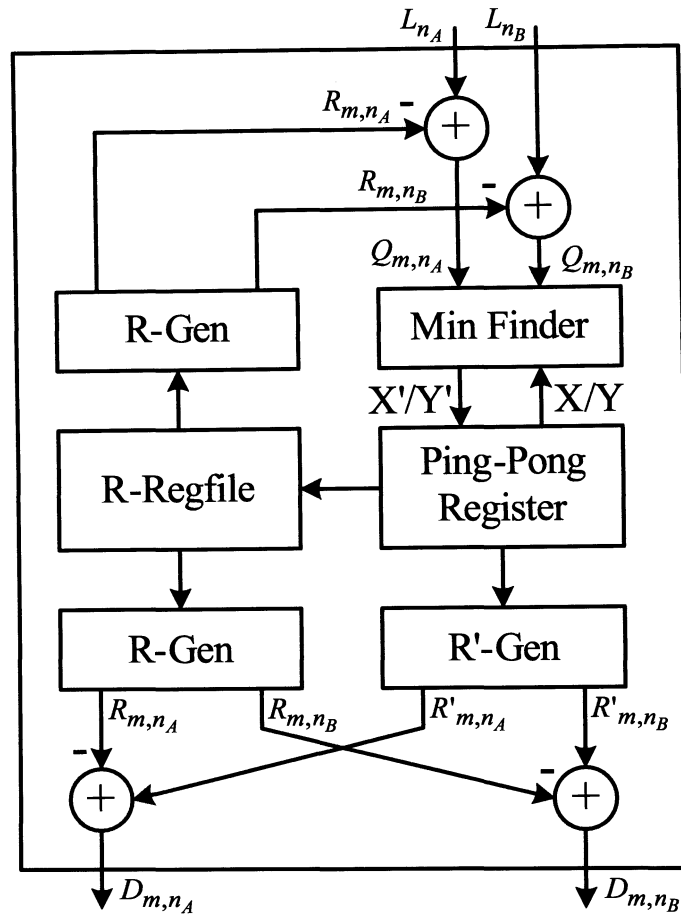 L_{n_A} L_{n_B}
R_{m,n_A} - +
R_{m,n_B} - +
Q_{m,n_A} Q_{m,n_B}
R-Gen Min Finder
X'/Y' X/Y
R-Regfile Ping-Pong
Register
R-Gen R'-Gen
R_{m,n_A} R_{m,n_B} R'_{m,n_A} R'_{m,n_B}
- + - +
D_{m,n_A} D_{m,n_B}